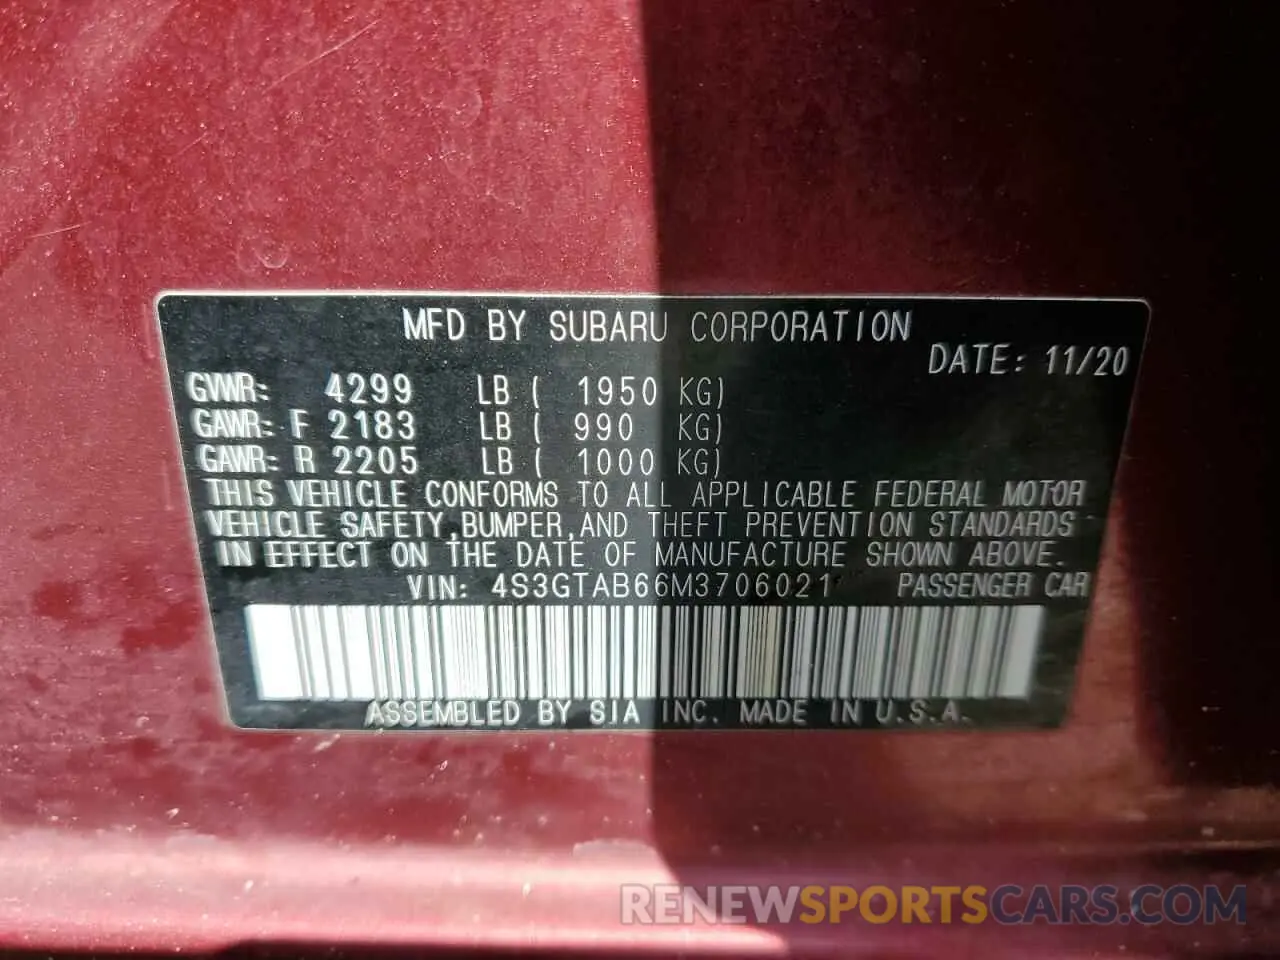 MFD BY SUBARU CORPORATION
DATE: 11/20
GVWR: 4299 LB ( 1950 KG)
GAWR: F 2183 LB ( 990 KG)
GAWR: R 2205 LB ( 1000 KG)
THIS VEHICLE CONFORMS TO ALL APPLICABLE FEDERAL MOTOR
VEHICLE SAFETY,BUMPER,AND THEFT PREVENTION STANDARDS
IN EFFECT ON THE DATE OF MANUFACTURE SHOWN ABOVE.
VIN: 4S3GTAB66M3706021 PASSENGER CAR
ASSEMBLED BY SIA INC. MADE IN U.S.A.
RENEWSPORTSCARS.COM